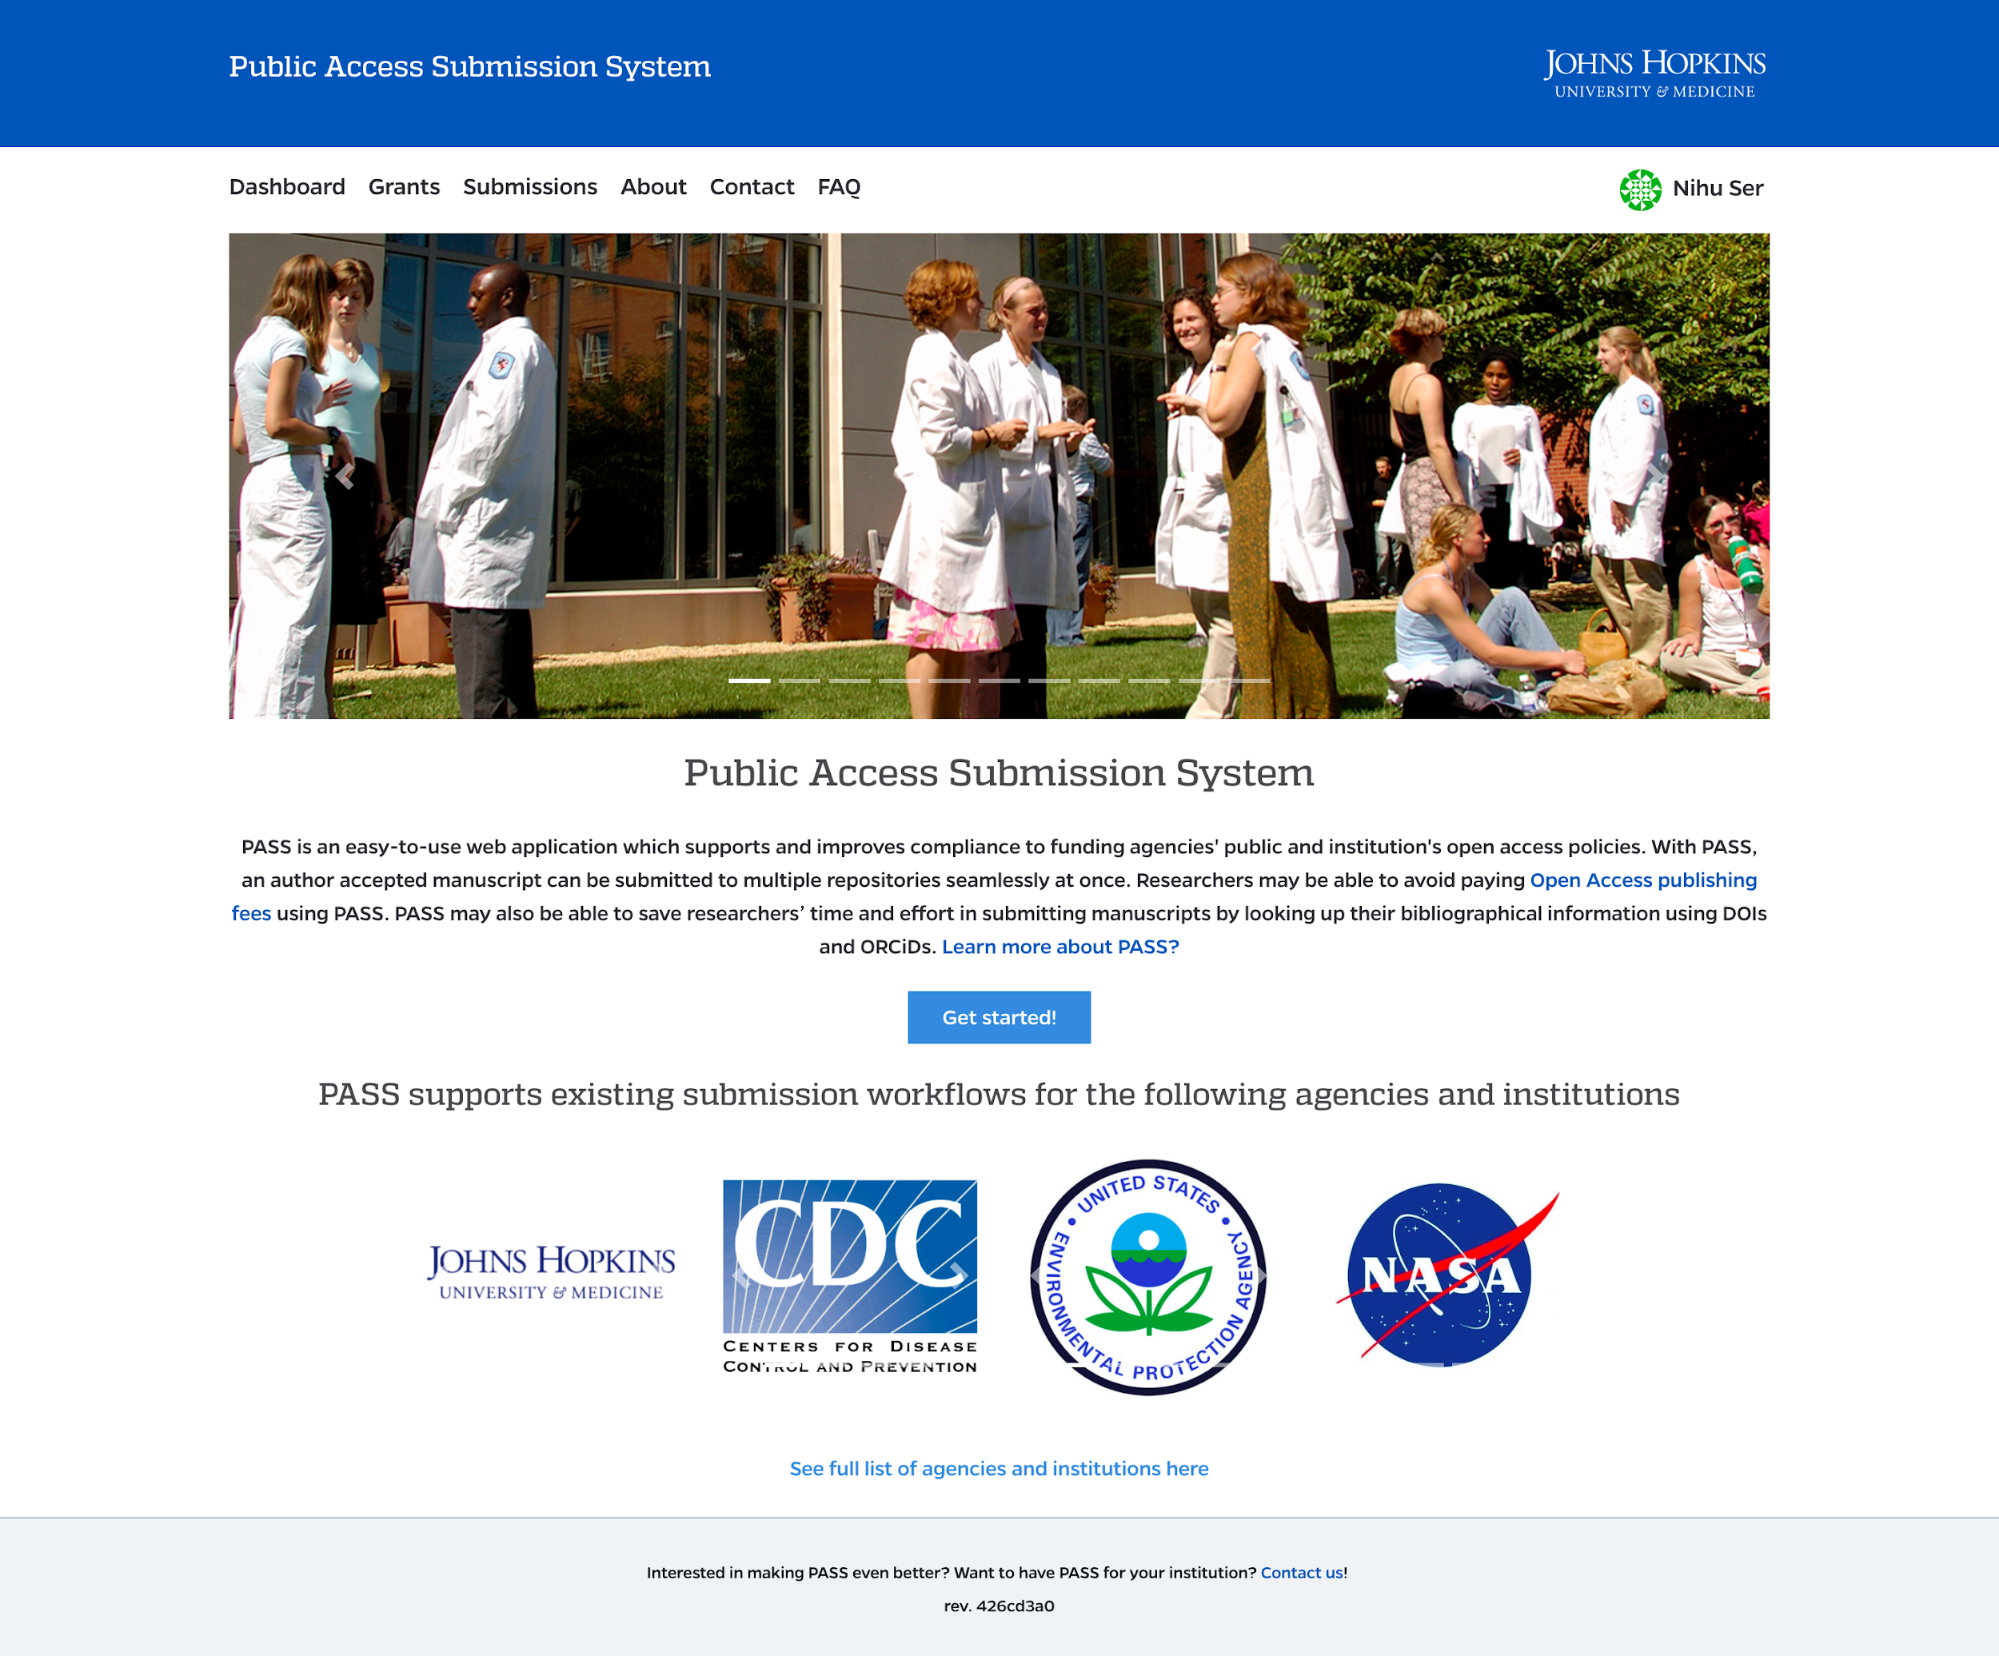 Public Access Submission System
JOHNS HOPKINS
UNIVERSITY & MEDICINE
Dashboard Grants Submissions About Contact FAQ
Nihu Ser
Public Access Submission System
PASS is an easy-to-use web application which supports and improves compliance to funding agencies' public and institution's open access policies. With PASS,
an author accepted manuscript can be submitted to multiple repositories seamlessly at once. Researchers may be able to avoid paying Open Access publishing
fees using PASS. PASS may also be able to save researchers’ time and effort in submitting manuscripts by looking up their bibliographical information using DOIs
and ORCiDs. Learn more about PASS?
Get started!
PASS supports existing submission workflows for the following agencies and institutions
JOHNS HOPKINS
UNIVERSITY & MEDICINE
CDC
CENTERS FOR DISEASE
CONTROL AND PREVENTION
UNITED STATES
ENVIRONMENTAL PROTECTION AGENCY
NASA
See full list of agencies and institutions here
Interested in making PASS even better? Want to have PASS for your institution? Contact us!
rev. 426cd3a0